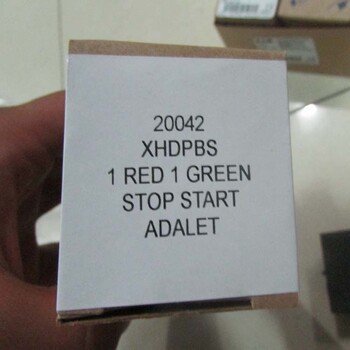 20042
XHDPBS
1 RED 1 GREEN
STOP START
ADALET